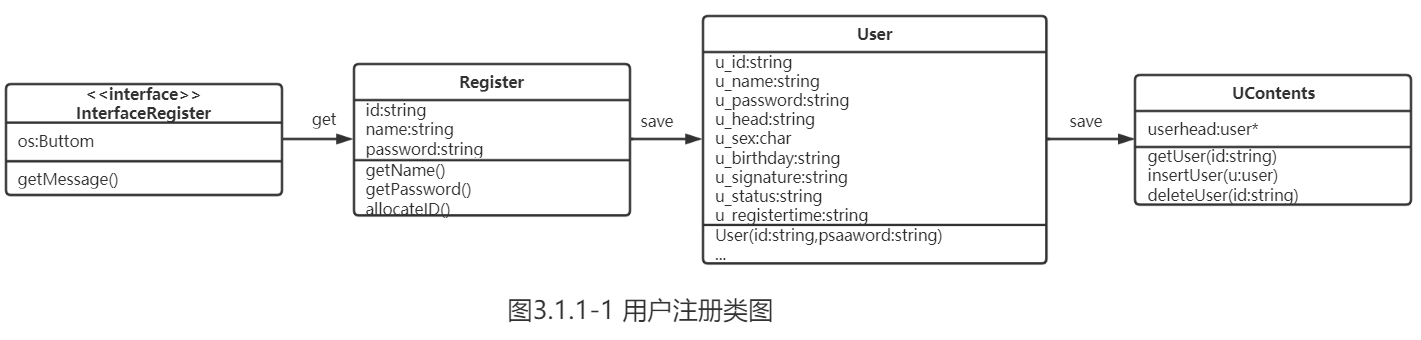 <<interface>>
InterfaceRegister
os:Buttom
getMessage()
get
Register
id:string
name:string
password:string
getName()
getPassword()
allocateID()
save
User
u_id:string
u_name:string
u_password:string
u_head:string
u_sex:char
u_birthday:string
u_signature:string
u_status:string
u_registertime:string
User(id:string,psaaword:string)
...
save
UContents
userhead:user*
getUser(id:string)
insertUser(u:user)
deleteUser(id:string)
图3.1.1-1 用户注册类图